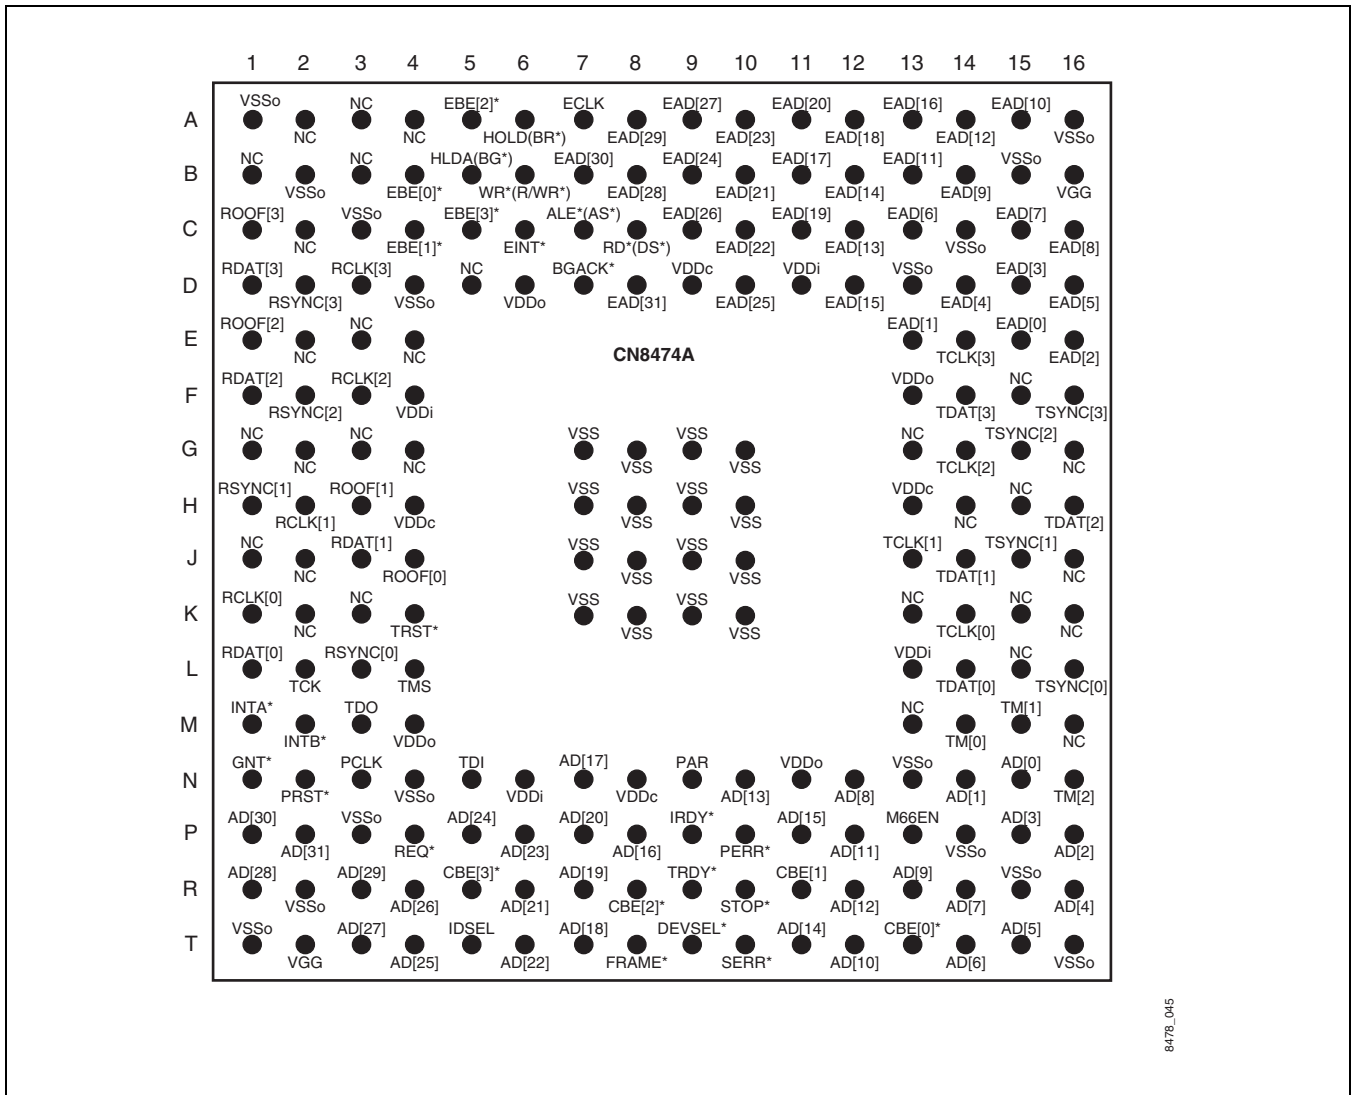 1 2 3 4 5 6 7 8 9 10 11 12 13 14 15 16
VSSo NC EBE[2]* ECLK EAD[27] EAD[20] EAD[16] EAD[10]
A
NC NC HOLD(BR*) EAD[29] EAD[23] EAD[18] EAD[12] VSSo
NC NC HLDA(BG*) EAD[30] EAD[24] EAD[17] EAD[11] VSSo
B
VSSo EBE[0]* WR*(R/WR*) EAD[28] EAD[21] EAD[14] EAD[9] VGG
ROOF[3] VSSo EBE[3]* ALE*(AS*) EAD[26] EAD[19] EAD[6] EAD[7]
C
NC EBE[1]* EINT* RD*(DS*) EAD[22] EAD[13] VSSo EAD[8]
RDAT[3] RCLK[3] NC BGACK* VDDc VDDi VSSo EAD[3]
D
RSYNC[3] VSSo VDDo EAD[31] EAD[25] EAD[15] EAD[4] EAD[5]
ROOF[2] NC EAD[1] EAD[0]
E
NC NC CN8474A TCLK[3] EAD[2]
RDAT[2] RCLK[2] VDDo NC
F
RSYNC[2] VDDi TDAT[3] TSYNC[3]
NC NC VSS VSS NC TSYNC[2]
G
NC NC VSS VSS TCLK[2] NC
RSYNC[1] ROOF[1] VSS VSS VDDc NC
H
RCLK[1] VDDc VSS VSS NC TDAT[2]
NC RDAT[1] VSS VSS TCLK[1] TSYNC[1]
J
NC ROOF[0] VSS VSS TDAT[1] NC
RCLK[0] NC VSS VSS NC NC
K
NC TRST* VSS VSS TCLK[0] NC
RDAT[0] RSYNC[0] VDDi NC
L
TCK TMS TDAT[0] TSYNC[0]
INTA* TDO NC TM[1]
M
INTB* VDDo TM[0] NC
GNT* PCLK TDI AD[17] PAR VDDo VSSo AD[0]
N
PRST* VSSo VDDi VDDc AD[13] AD[8] AD[1] TM[2]
AD[30] VSSo AD[24] AD[20] IRDY* AD[15] M66EN AD[3]
P
AD[31] REQ* AD[23] AD[16] PERR* AD[11] VSSo AD[2]
AD[28] AD[29] CBE[3]* AD[19] TRDY* CBE[1] AD[9] VSSo
R
VSSo AD[26] AD[21] CBE[2]* STOP* AD[12] AD[7] AD[4]
VSSo AD[27] IDSEL AD[18] DEVSEL* AD[14] CBE[0]* AD[5]
T
VGG AD[25] AD[22] FRAME* SERR* AD[10] AD[6] VSSo
8478_045